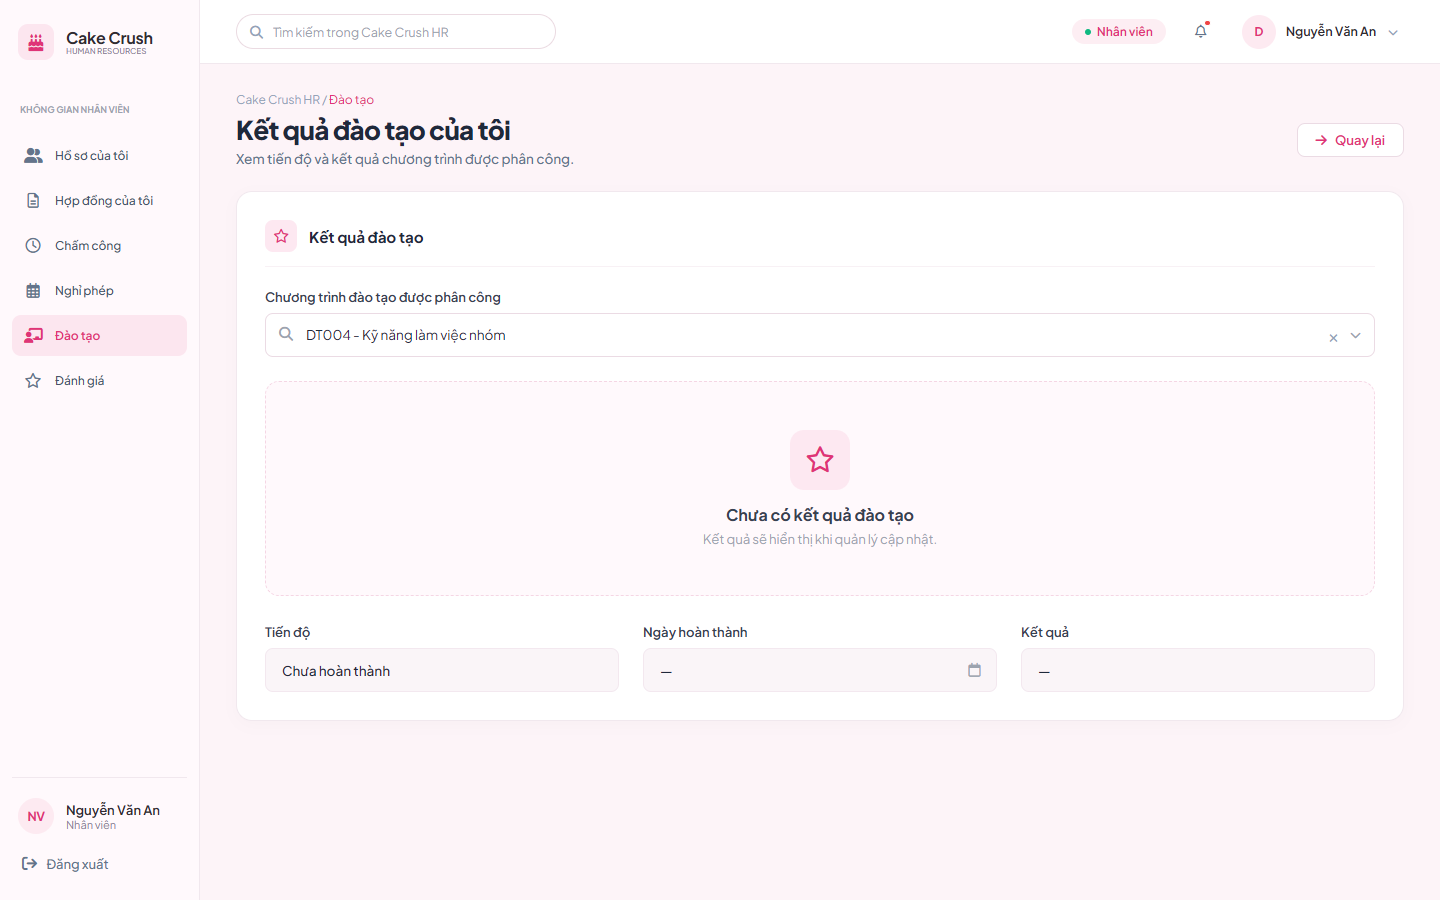 Cake Crush
HUMAN RESOURCES
KHÔNG GIAN NHÂN VIÊN
Hồ sơ của tôi
Hợp đồng của tôi
Chấm công
Nghỉ phép
Đào tạo
Đánh giá
NV
Nguyễn Văn An
Nhân viên
Đăng xuất
Tìm kiếm trong Cake Crush HR
Nhân viên
D
Nguyễn Văn An
Cake Crush HR / Đào tạo
Kết quả đào tạo của tôi
Xem tiến độ và kết quả chương trình được phân công.
Quay lại
Kết quả đào tạo
Chương trình đào tạo được phân công
DT004 - Kỹ năng làm việc nhóm
Chưa có kết quả đào tạo
Kết quả sẽ hiển thị khi quản lý cập nhật.
Tiến độ
Chưa hoàn thành
Ngày hoàn thành
—
Kết quả
—